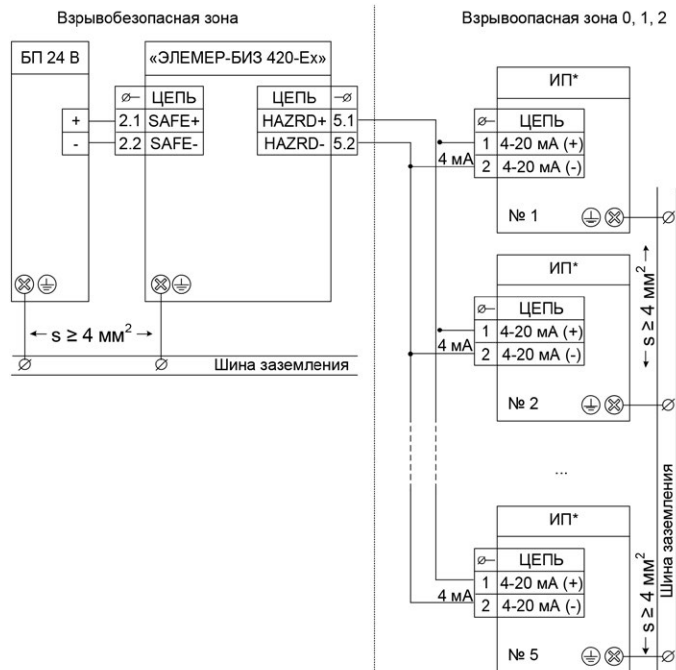 Взрывобезопасная зона
Взрывоопасная зона 0, 1, 2
БП 24 В
«ЭЛЕМЕР-БИЗ 420-Ех»
ЦЕПЬ
ЦЕПЬ
+
2.1 SAFE+
HAZRD+ 5.1
-
2.2 SAFE-
HAZRD- 5.2
s ≥ 4 мм²
Шина заземления
ИП*
ЦЕПЬ
1 4-20 мА (+)
4 мА
2 4-20 мА (-)
№ 1
ИП*
ЦЕПЬ
1 4-20 мА (+)
4 мА
2 4-20 мА (-)
№ 2
s ≥ 4 мм²
...
ИП*
ЦЕПЬ
1 4-20 мА (+)
4 мА
2 4-20 мА (-)
№ 5
s ≥ 4 мм²
Шина заземления